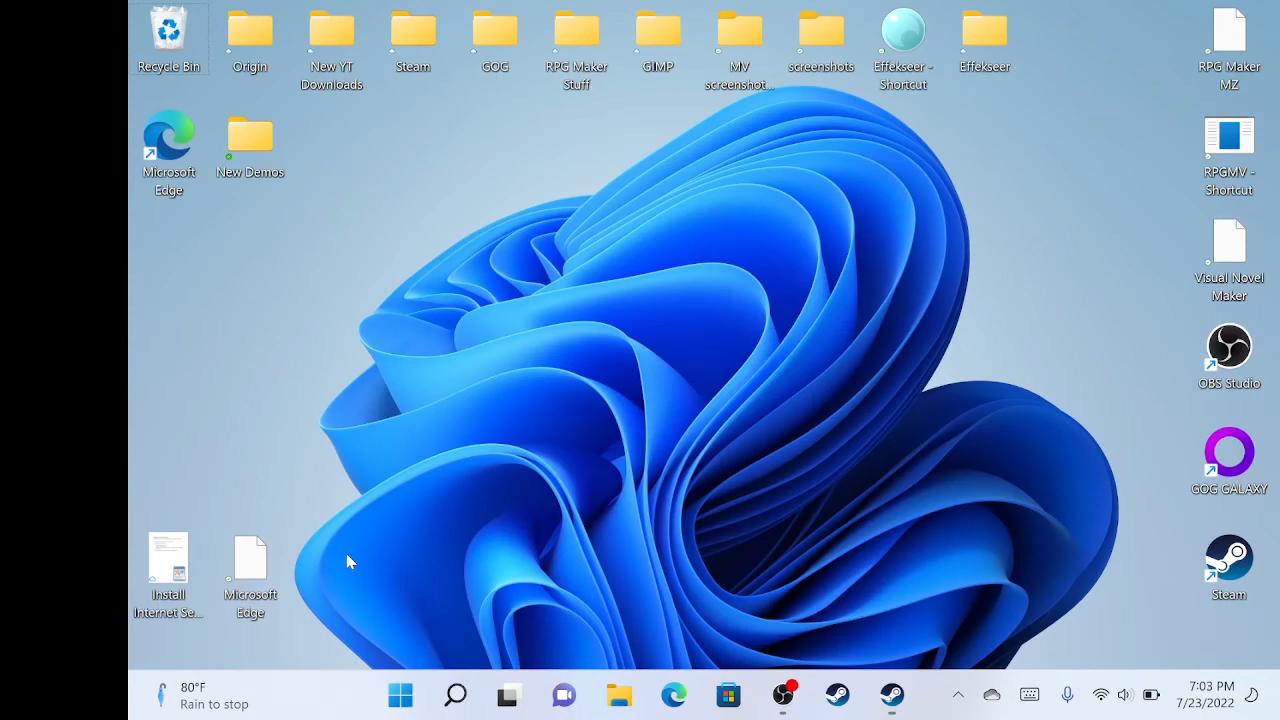 Recycle Bin
Origin
New YT
Downloads
Steam
GOG
RPG Maker
Stuff
GIMP
MV
screenshot...
screenshots
Effekseer -
Shortcut
Effekseer
RPG Maker
MZ
Microsoft
Edge
New Demos
RPGMV -
Shortcut
Visual Novel
Maker
OBS Studio
GOG GALAXY
Install
Internet Se...
Microsoft
Edge
Steam
80°F
Rain to stop
7:03 PM
7/23/2022